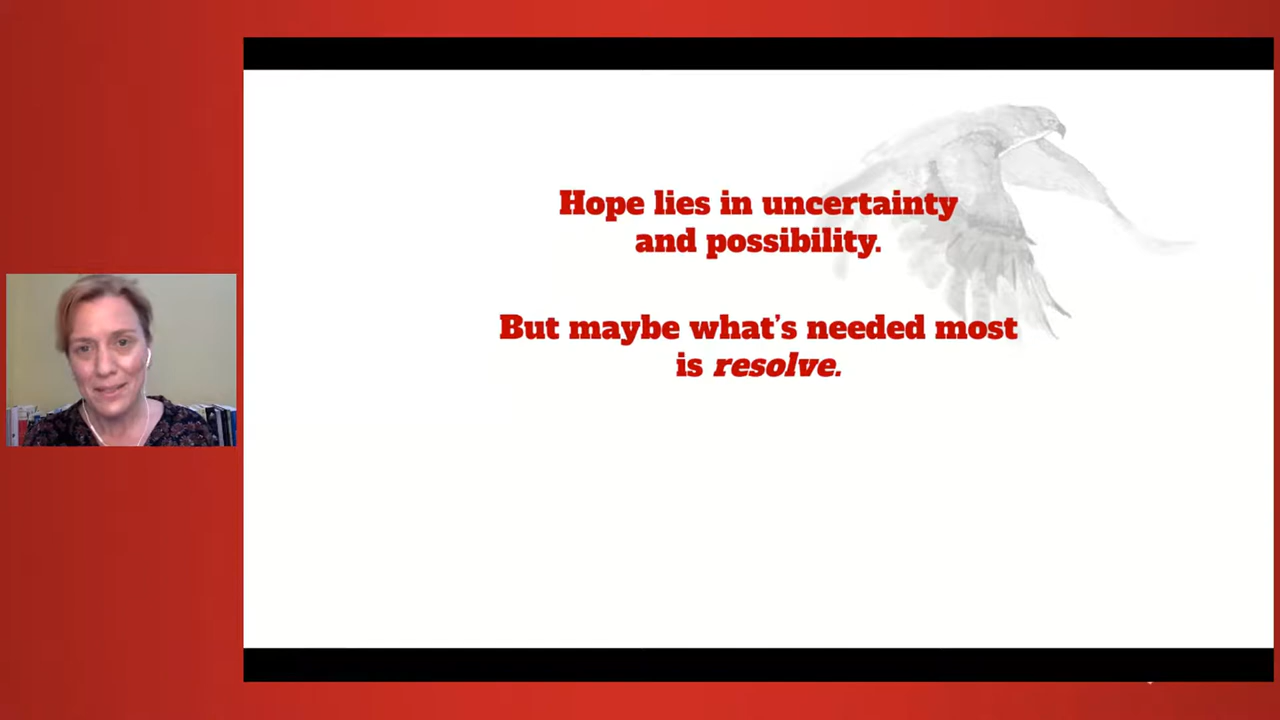 Hope lies in uncertainty
and possibility.
But maybe what's needed most
is resolve.